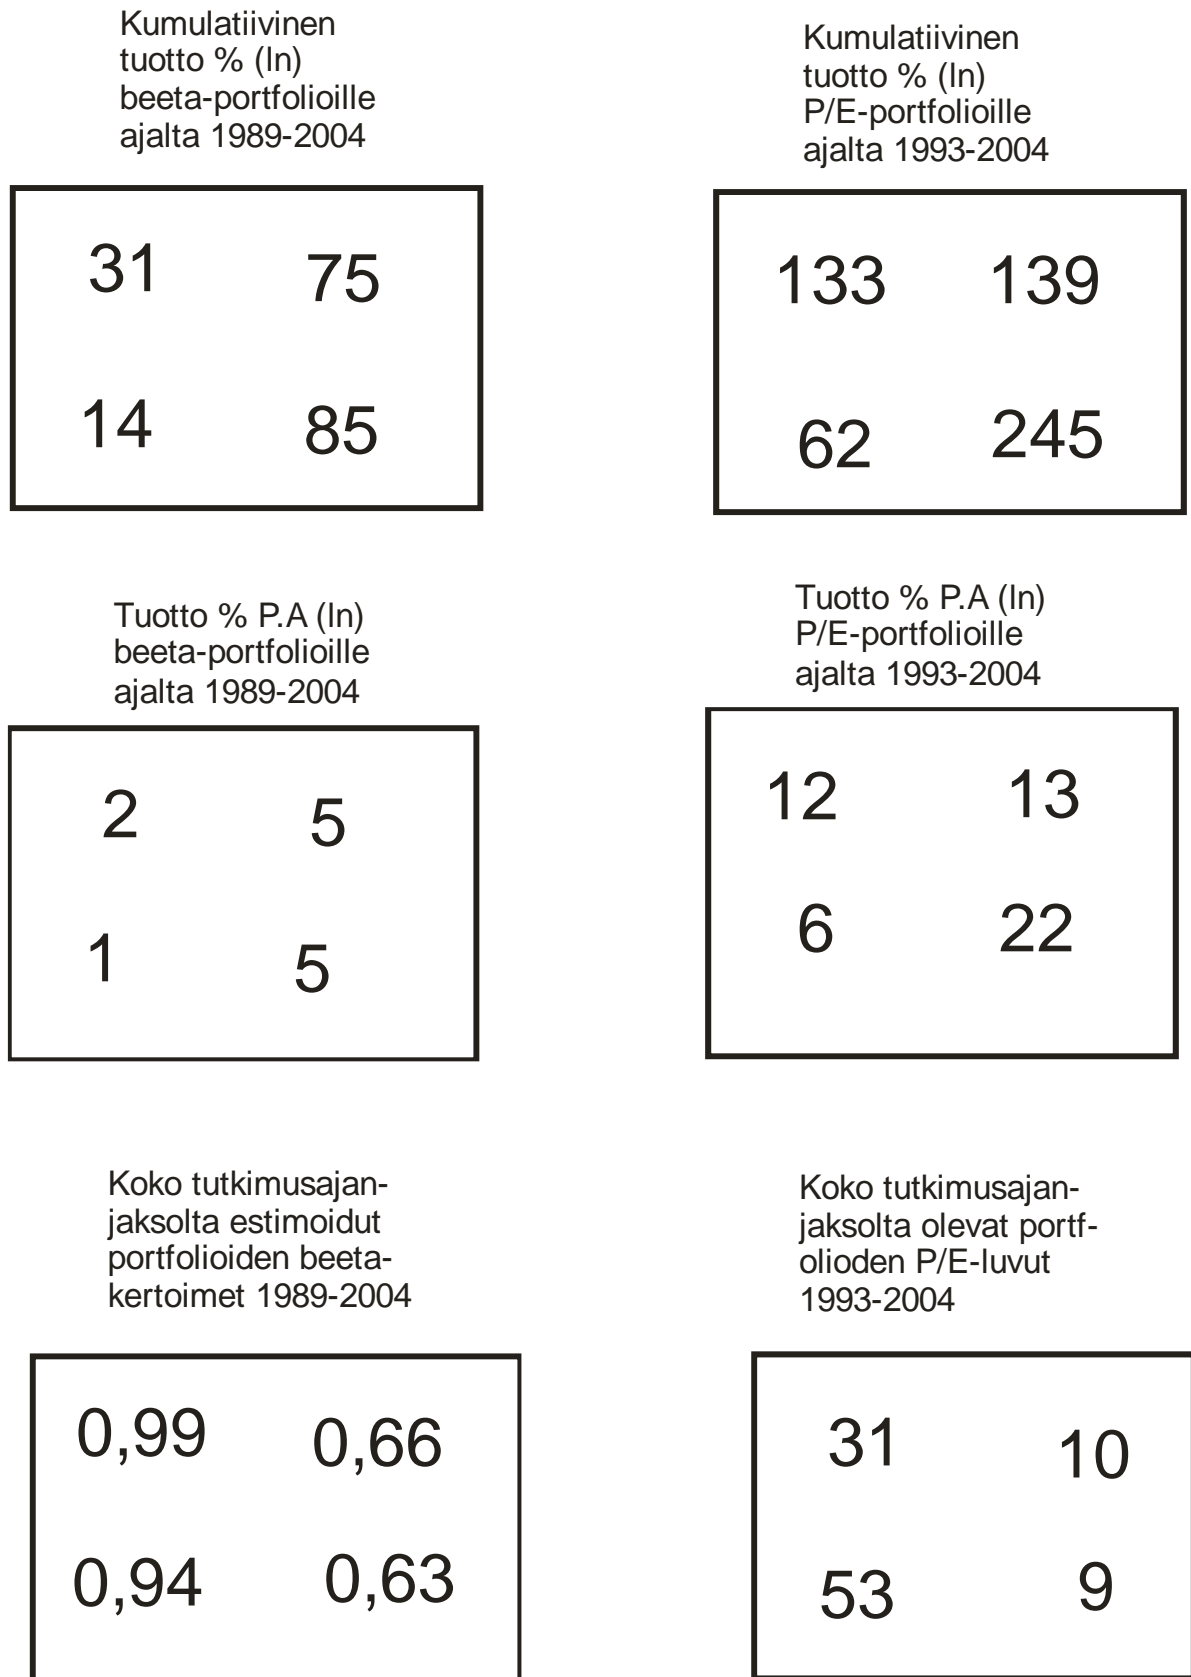 Kumulatiivinen
tuotto % (ln)
beeta-portfolioille
ajalta 1989-2004
31 75
14 85
Kumulatiivinen
tuotto % (ln)
P/E-portfolioille
ajalta 1993-2004
133 139
62 245
Tuotto % P.A (ln)
beeta-portfolioille
ajalta 1989-2004
2 5
1 5
Tuotto % P.A (ln)
P/E-portfolioille
ajalta 1993-2004
12 13
6 22
Koko tutkimusajan-
jaksolta estimoidut
portfolioiden beeta-
kertoimet 1989-2004
0,99 0,66
0,94 0,63
Koko tutkimusajan-
jaksolta olevat portf-
olioden P/E-luvut
1993-2004
31 10
53 9